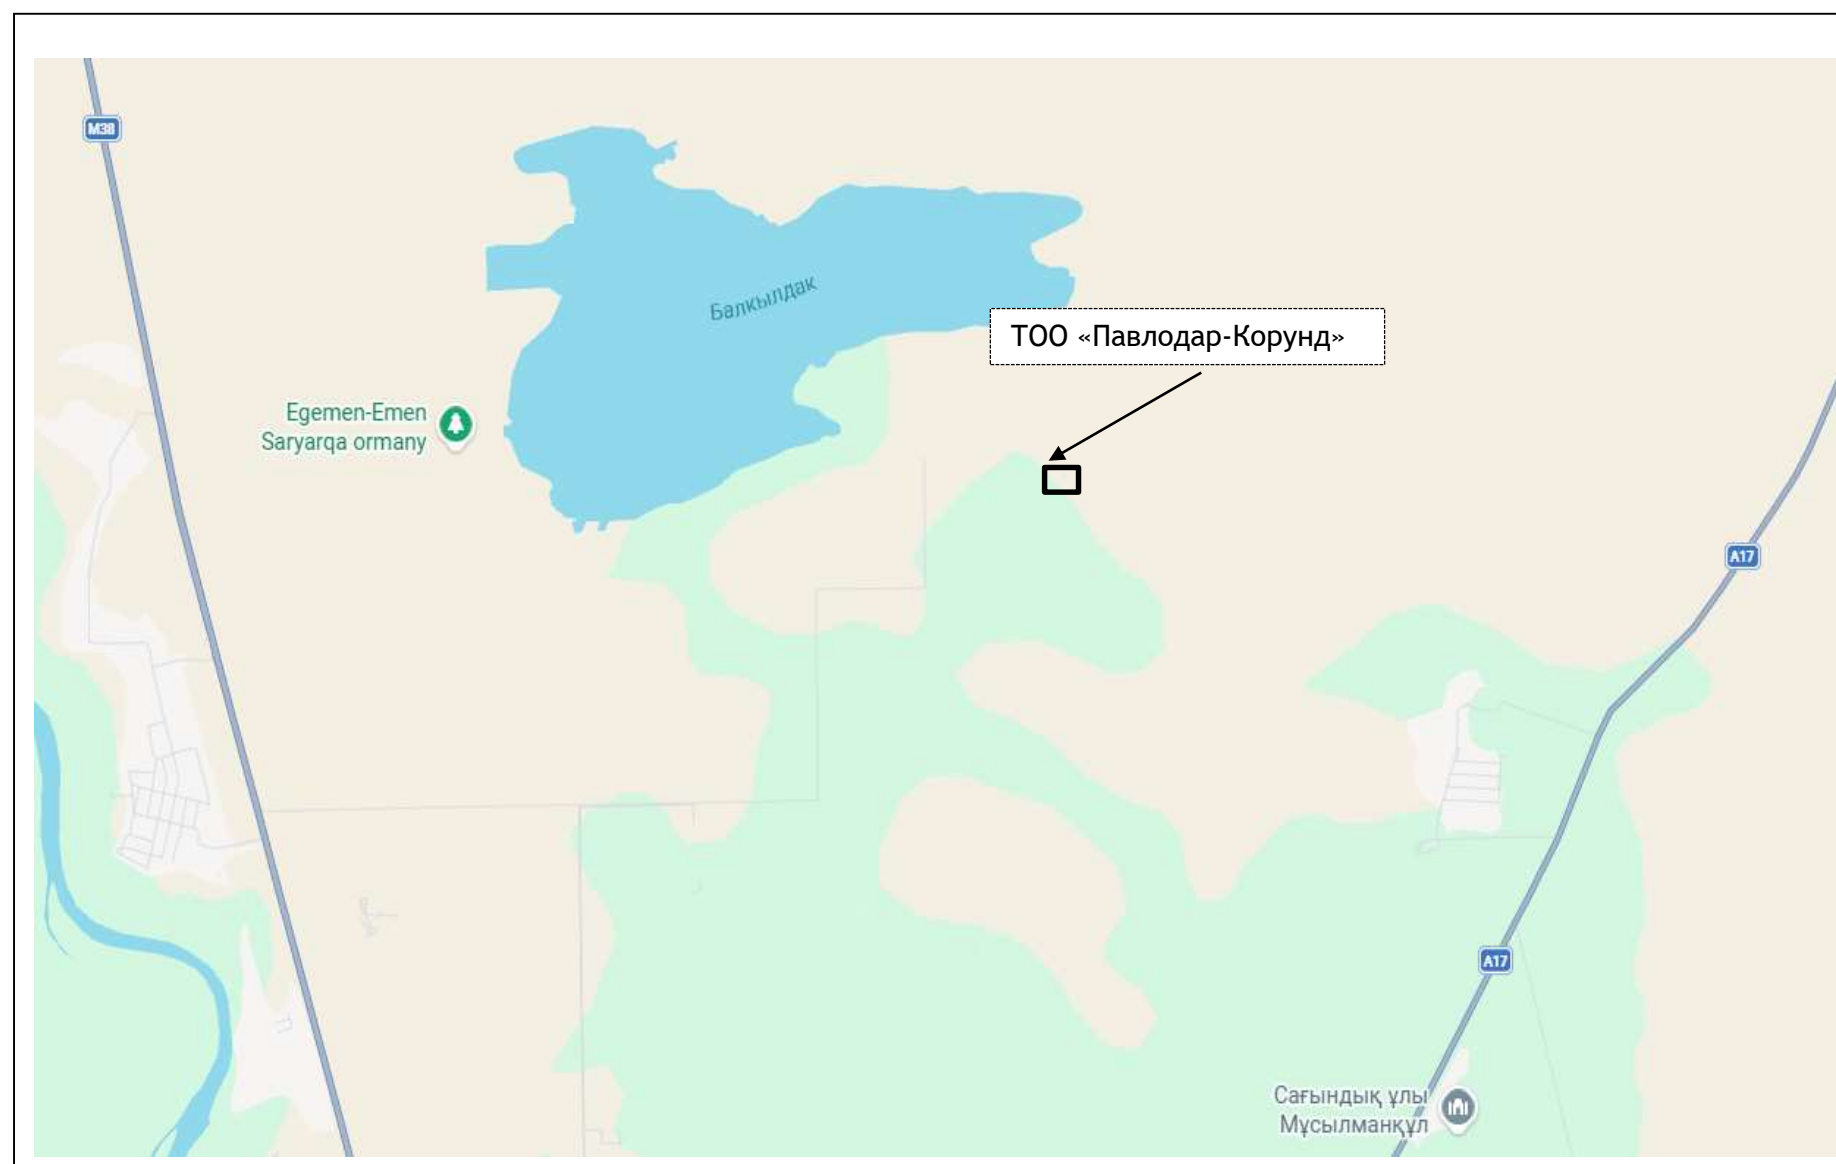 M38
Балкылдак
ТОО «Павлодар-Корунд»
Egemen-Emen
Saryarqa ormany
A17
A17
Сағындық ұлы
Мұсылманқұл